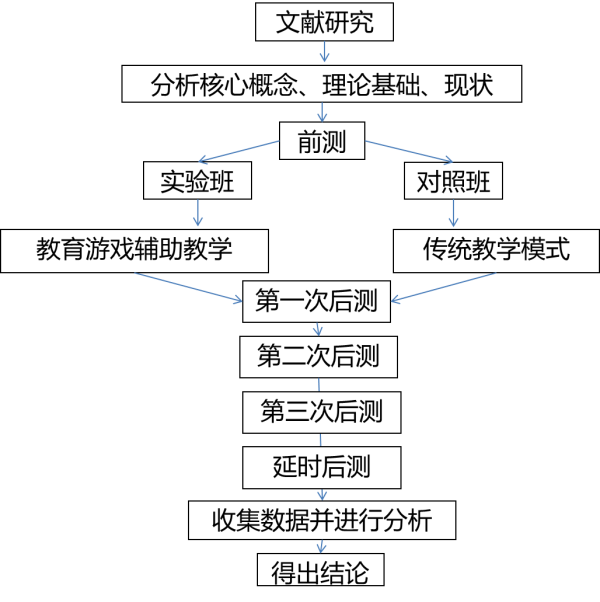 文献研究
分析核心概念、理论基础、现状
前测
实验班
对照班
教育游戏辅助教学
传统教学模式
第一次后测
第二次后测
第三次后测
延时后测
收集数据并进行分析
得出结论